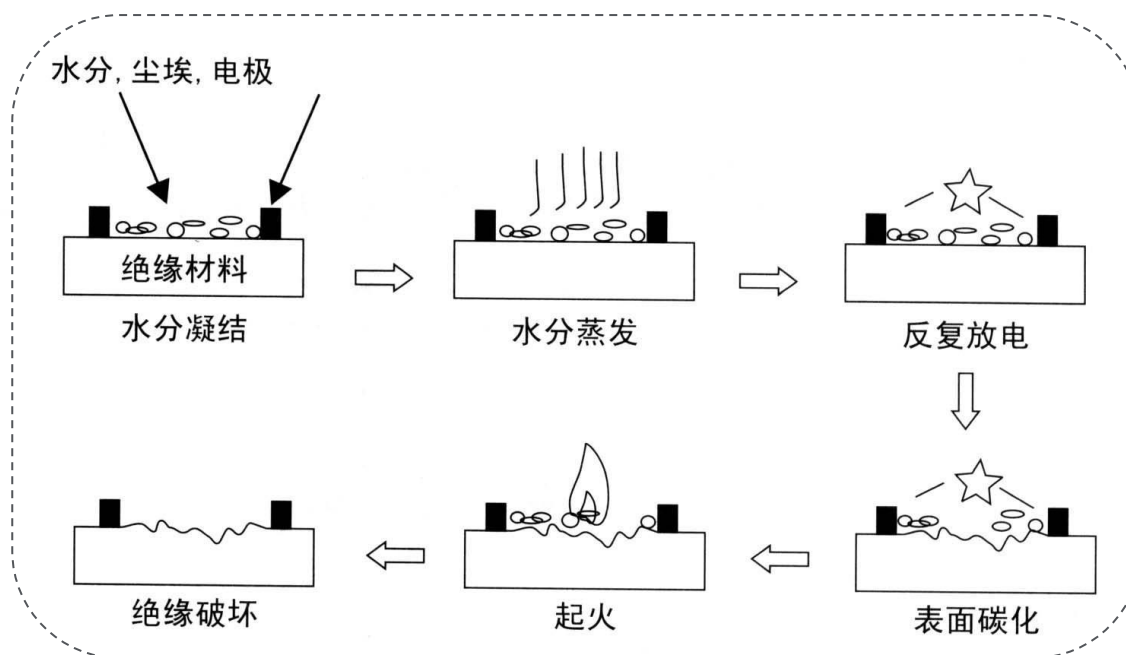 水分, 尘埃, 电极
绝缘材料
水分凝结
水分蒸发
反复放电
表面碳化
起火
绝缘破坏